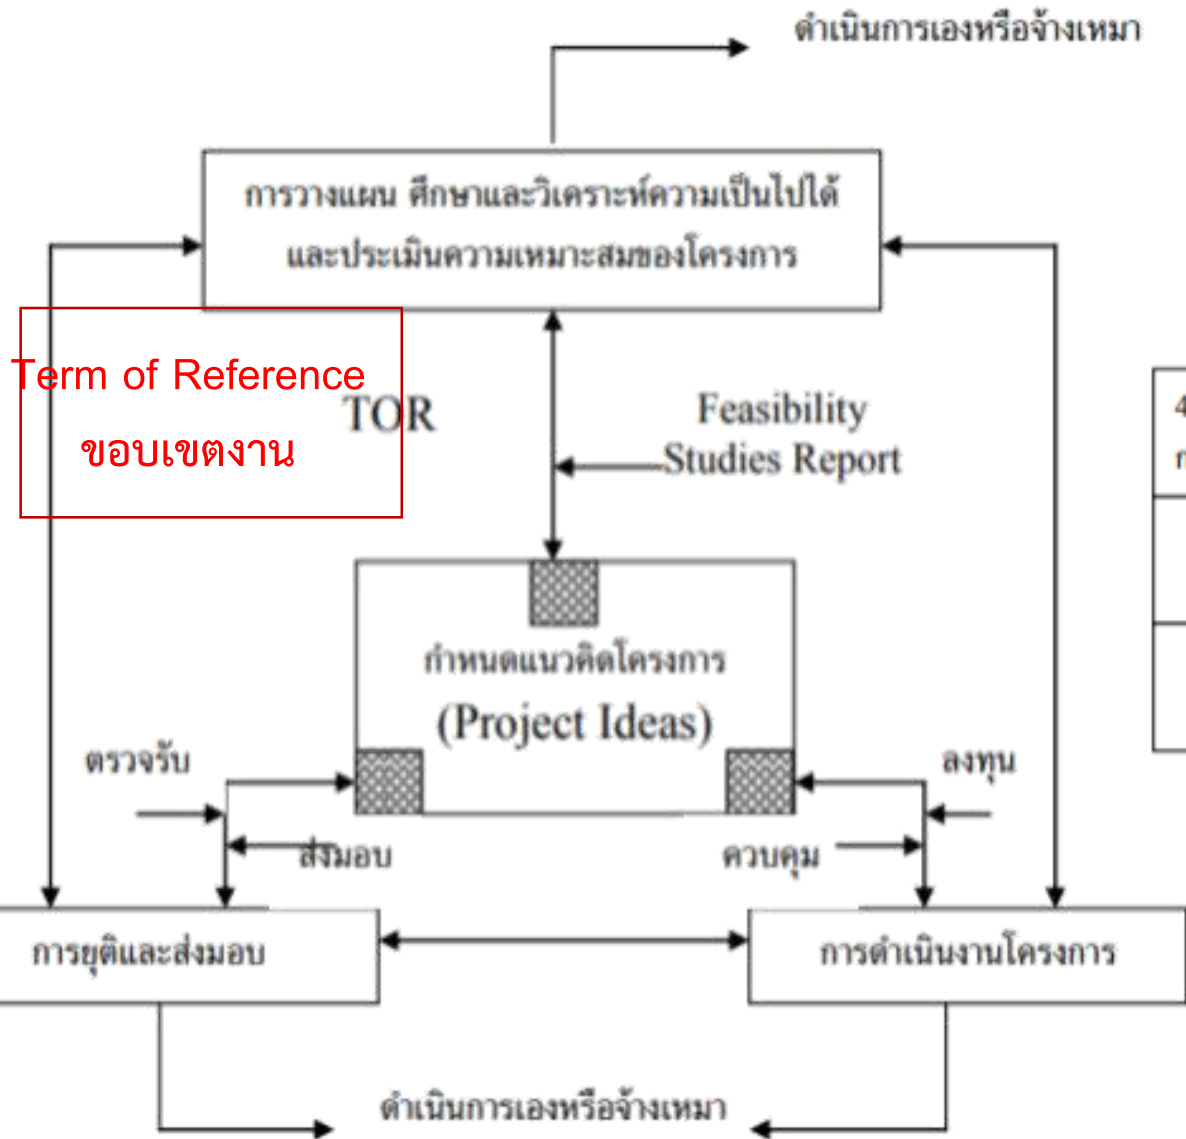 ดำเนินการเองหรือจ้างเหมา
การวางแผน ศึกษาและวิเคราะห์ความเป็นไปได้
และประเมินความเหมาะสมของโครงการ
Term of Reference
ขอบเขตงาน
TOR
Feasibility
Studies Report
4
กำหนดแนวคิดโครงการ
(Project Ideas)
ตรวจรับ
ลงทุน
ส่งมอบ
ควบคุม
การยุติและส่งมอบ
การดำเนินงานโครงการ
ดำเนินการเองหรือจ้างเหมา